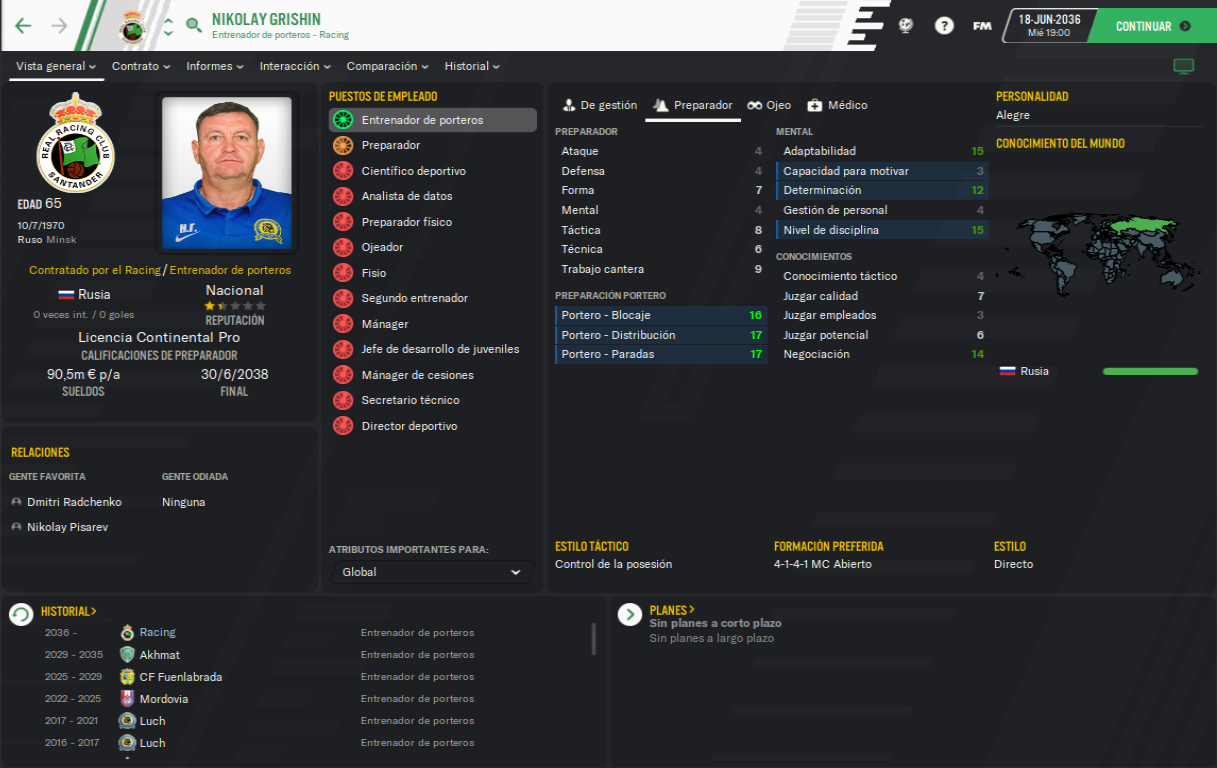 NIKOLAY GRISHIN
Entrenador de porteros - Racing
?
FM
18-JUN-2036
Mié 19:00
CONTINUAR
Vista general
Contrato
Informes
Interacción
Comparación
Historial
REAL RACING CLUB
SANTANDER
EDAD 65
10/7/1970
Ruso Minsk
Н.Г.
Contratado por el Racing / Entrenador de porteros
Rusia
0 veces int. / 0 goles
Nacional
REPUTACIÓN
Licencia Continental Pro
CALIFICACIONES DE PREPARADOR
90,5m € p/a
SUELDOS
30/6/2038
FINAL
RELACIONES
GENTE FAVORITA
Dmitri Radchenko
Nikolay Pisarev
GENTE ODIADA
Ninguna
PUESTOS DE EMPLEADO
Entrenador de porteros
Preparador
Científico deportivo
Analista de datos
Preparador físico
Ojeador
Fisio
Segundo entrenador
Mánager
Jefe de desarrollo de juveniles
Mánager de cesiones
Secretario técnico
Director deportivo
ATRIBUTOS IMPORTANTES PARA:
Global
De gestión
Preparador
Ojeo
Médico
PREPARADOR
Ataque 4
Defensa 4
Forma 7
Mental 4
Táctica 8
Técnica 6
Trabajo cantera 9
PREPARACIÓN PORTERO
Portero - Blocaje 16
Portero - Distribución 17
Portero - Paradas 17
MENTAL
Adaptabilidad 15
Capacidad para motivar 3
Determinación 12
Gestión de personal 4
Nivel de disciplina 15
CONOCIMIENTOS
Conocimiento táctico 4
Juzgar calidad 7
Juzgar empleados 3
Juzgar potencial 6
Negociación 14
PERSONALIDAD
Alegre
CONOCIMIENTO DEL MUNDO
Rusia
ESTILO TÁCTICO
Control de la posesión
FORMACIÓN PREFERIDA
4-1-4-1 MC Abierto
ESTILO
Directo
HISTORIAL >
2036 - Racing Entrenador de porteros
2029 - 2035 Akhmat Entrenador de porteros
2025 - 2029 CF Fuenlabrada Entrenador de porteros
2022 - 2025 Mordovia Entrenador de porteros
2017 - 2021 Luch Entrenador de porteros
2016 - 2017 Luch Entrenador de porteros
PLANES >
Sin planes a corto plazo
Sin planes a largo plazo